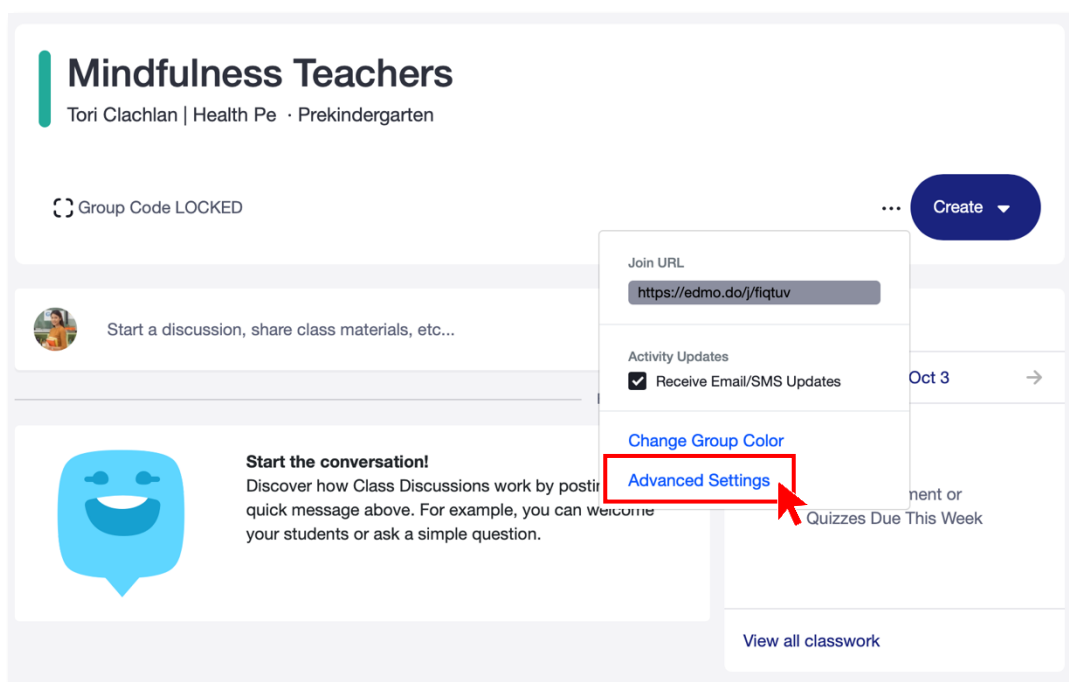 Mindfulness Teachers
Tori Clachlan | Health Pe · Prekindergarten
Group Code LOCKED
... Create
Join URL
https://edmo.do/j/fiqtuv
Start a discussion, share class materials, etc...
Activity Updates
Receive Email/SMS Updates
Oct 3
Change Group Color
Advanced Settings
Start the conversation!
Discover how Class Discussions work by
quick message above. For example, you can welcome
your students or ask a simple question.
or
Quizzes Due This Week
View all classwork